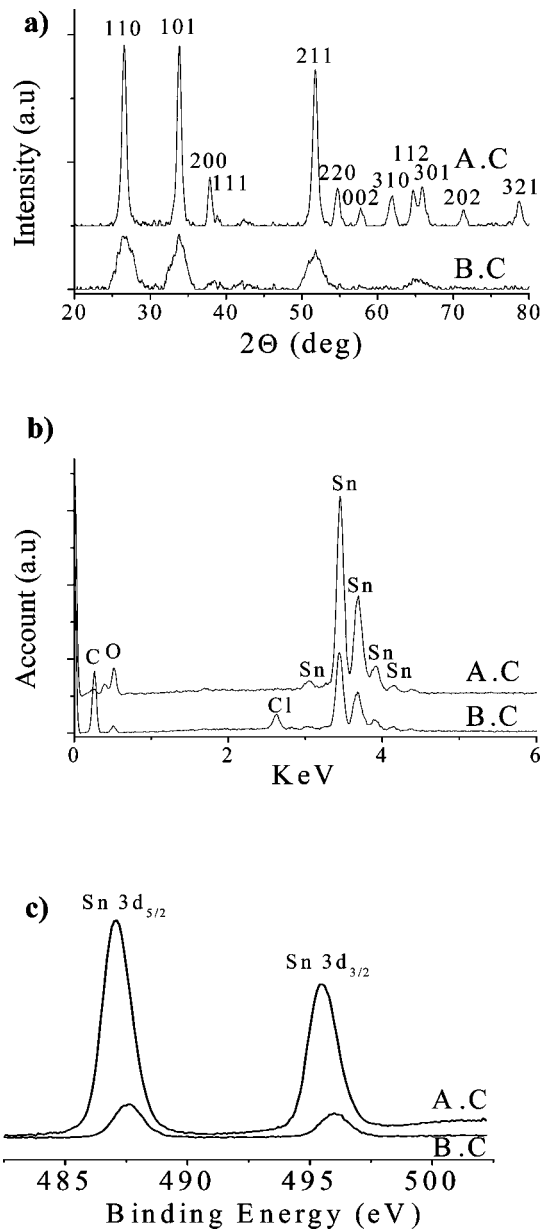 a)
110
101
211
200
111
220
002
310
112
301
202
321
A.C
B.C
Intensity (a.u)
20 30 40 50 60 70 80
2Θ (deg)
b)
Sn
Sn
C O
Sn
Sn
Sn
A.C
Cl
B.C
Account (a.u)
0 2 4 6
KeV
c)
Sn 3d5/2
Sn 3d3/2
A.C
B.C
485 490 495 500
Binding Energy (eV)